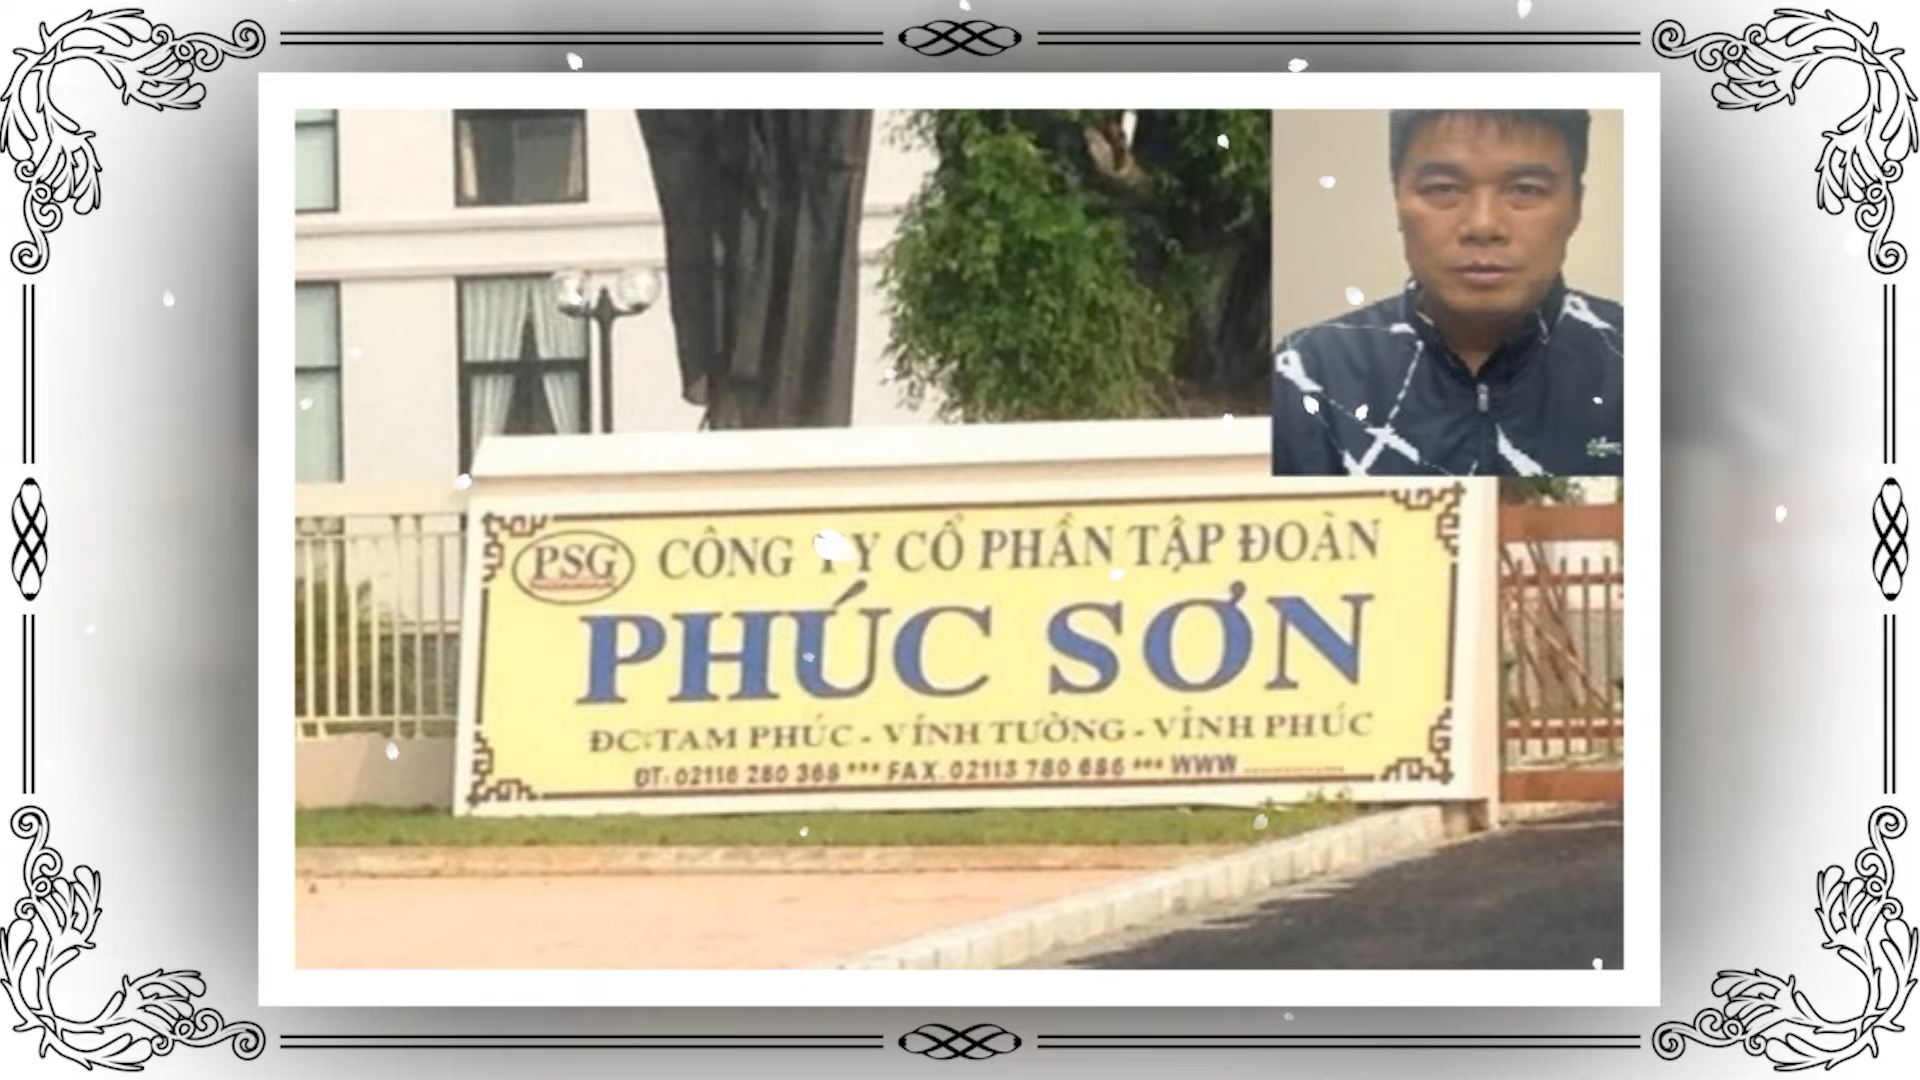 PSG CÔNG TY CỔ PHẦN TẬP ĐOÀN
PHÚC SƠN
ĐC:TAM PHÚC - VĨNH TƯỜNG - VĨNH PHÚC
ĐT: 02116 280 368 *** FAX. 02113 780 686 *** WWW ..............